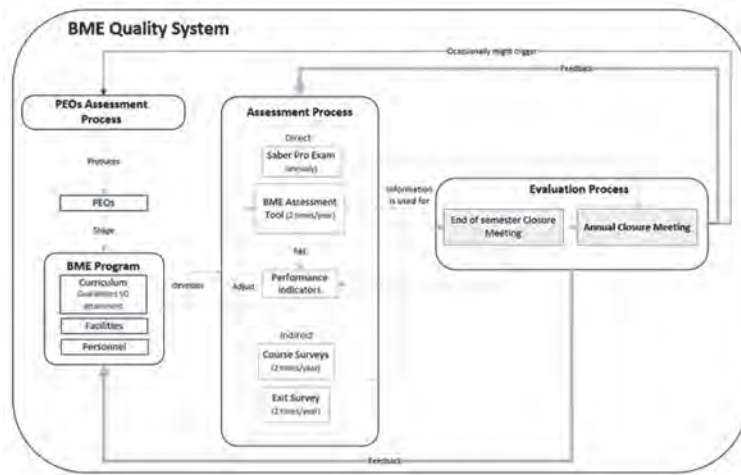 BME Quality System
Occasionally might trigger
Feedback
PEOs Assessment
Process
Assessment Process
Direct
Saber Pro Exam
(annualy)
Produces
BME Assessment
Tool (2 times/year)
Information
is used for
Evaluation Process
PEOs
End of semester Closure
Meeting
Annual Closure Meeting
Shape
Has
BME Program
Curriculum
Guarantees SO
attainment
Facilities
Personnel
develops
Adjust
Performance
Indicators
Indirect
Course Surveys
(2 times/year)
Exit Survey
(2 times/year)
Feedback